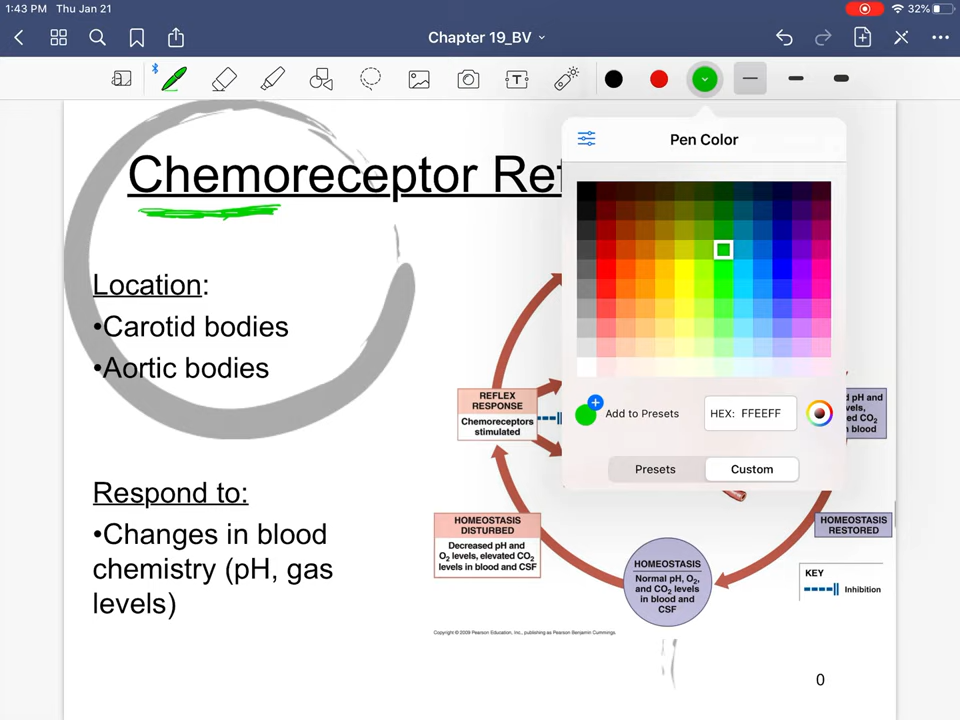 1:43 PM Thu Jan 21
32%
Chapter 19_BV
T
Chemoreceptor
Pen Color
Location:
•Carotid bodies
•Aortic bodies
Add to Presets
HEX: FFEEFF
Presets
Custom
REFLEX
RESPONSE
Chemoreceptors
stimulated
pH and
CO2
blood
Respond to:
•Changes in blood
chemistry (pH, gas
levels)
HOMEOSTASIS
DISTURBED
Decreased pH and
O2 levels, elevated CO2
levels in blood and CSF
HOMEOSTASIS
Normal pH, O2,
and CO2 levels
in blood and
CSF
HOMEOSTASIS
RESTORED
KEY
Inhibition
Copyright © 2009 Pearson Education, Inc., publishing as Pearson Benjamin Cummings.
0